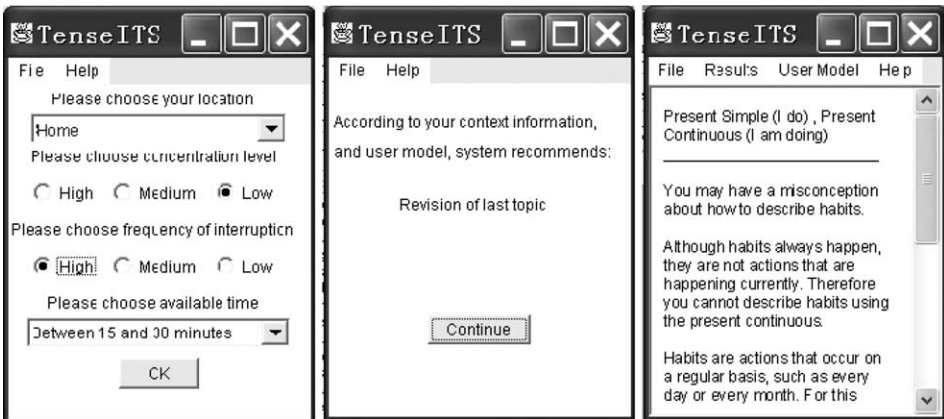 TenseITS
File Help
Please choose your location
Home
Please choose concentration level
High Medium Low
Please choose frequency of interruption
High Medium Low
Please choose available time
Between 15 and 30 minutes
OK
TenseITS
File Help
According to your context information,
and user model, system recommends:
Revision of last topic
Continue
TenseITS
File Results User Model Help
Present Simple (I do) , Present
Continuous (I am doing)
You may have a misconception
about how to describe habits.
Although habits always happen,
they are not actions that are
happening currently. Therefore
you cannot describe habits using
the present continuous.
Habits are actions that occur on
a regular basis, such as every
day or every month. For this